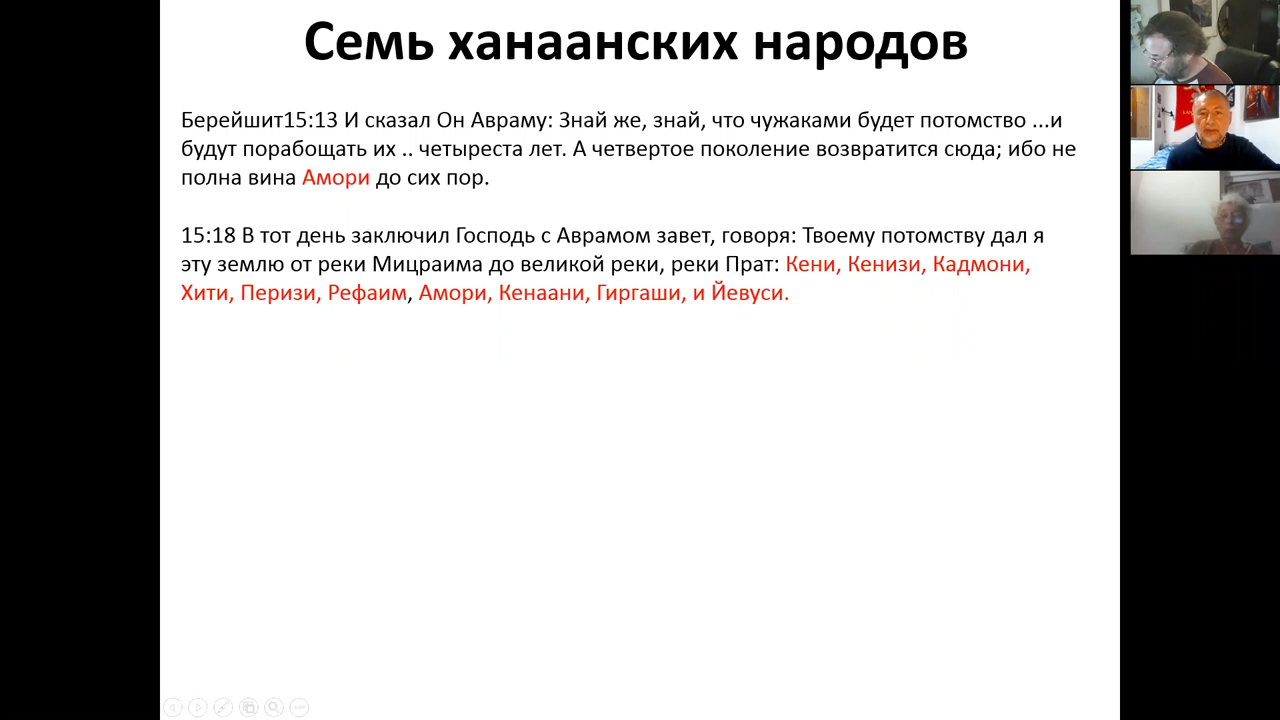 Семь ханаанских народов
Берейшит15:13 И сказал Он Авраму: Знай же, знай, что чужаками будет потомство ...и
будут порабощать их .. четыреста лет. А четвертое поколение возвратится сюда; ибо не
полна вина Амори до сих пор.
15:18 В тот день заключил Господь с Аврамом завет, говоря: Твоему потомству дал я
эту землю от реки Мицраима до великой реки, реки Прат: Кени, Кенизи, Кадмони,
Хити, Перизи, Рефаим, Амори, Кенаани, Гиргаши, и Йевуси.